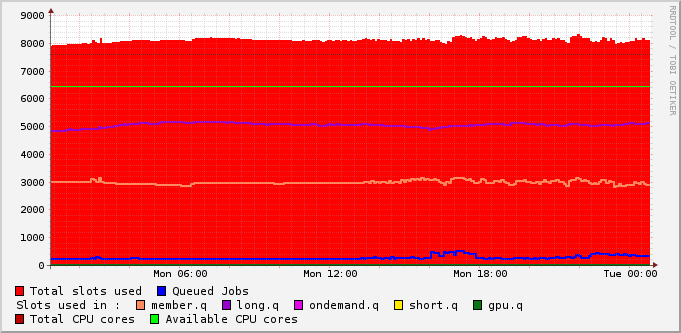 RRDTOOL / TOBI OETIKER
9000
8000
7000
6000
5000
4000
3000
2000
1000
0
Mon 06:00 Mon 12:00 Mon 18:00 Tue 00:00
Total slots used Queued Jobs
Slots used in : member.q long.q ondemand.q short.q gpu.q
Total CPU cores Available CPU cores